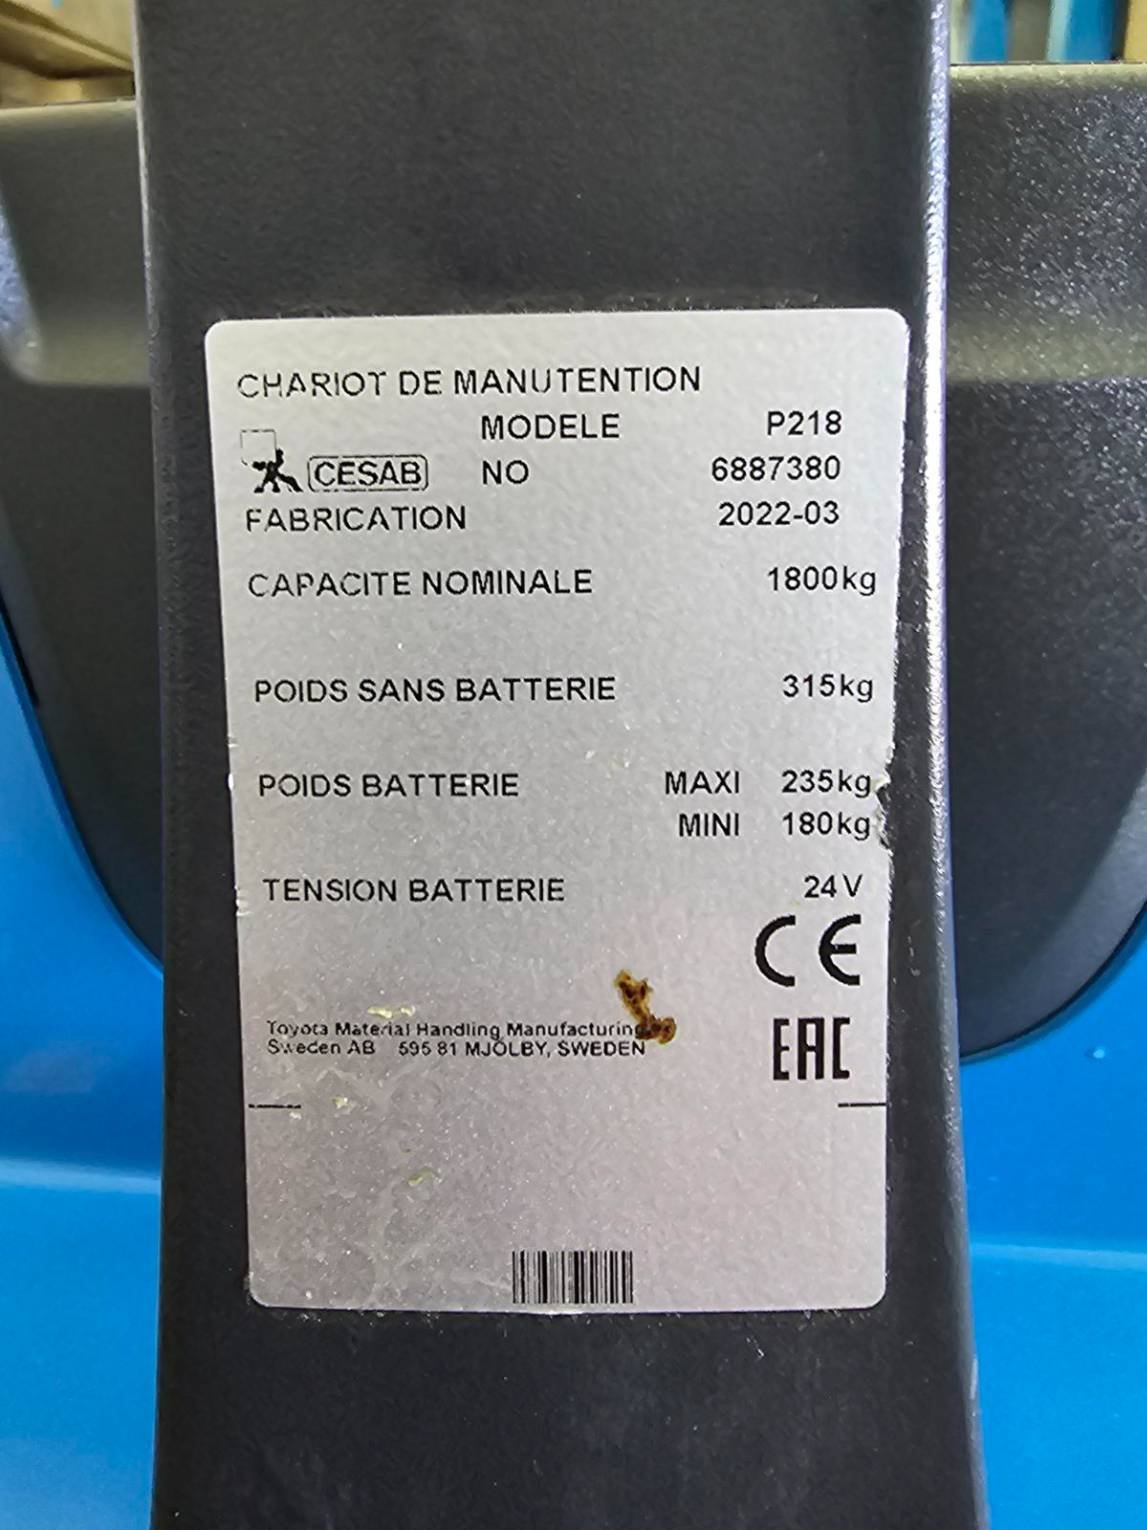 CHARIOT DE MANUTENTION
MODELE P218
CESAB NO 6887380
FABRICATION 2022-03
CAPACITE NOMINALE 1800kg
POIDS SANS BATTERIE 315kg
POIDS BATTERIE MAXI 235kg
MINI 180kg
TENSION BATTERIE 24V
CE
Toyota Material Handling Manufacturing
Sweden AB 595 81 MJÖLBY, SWEDEN
EAC